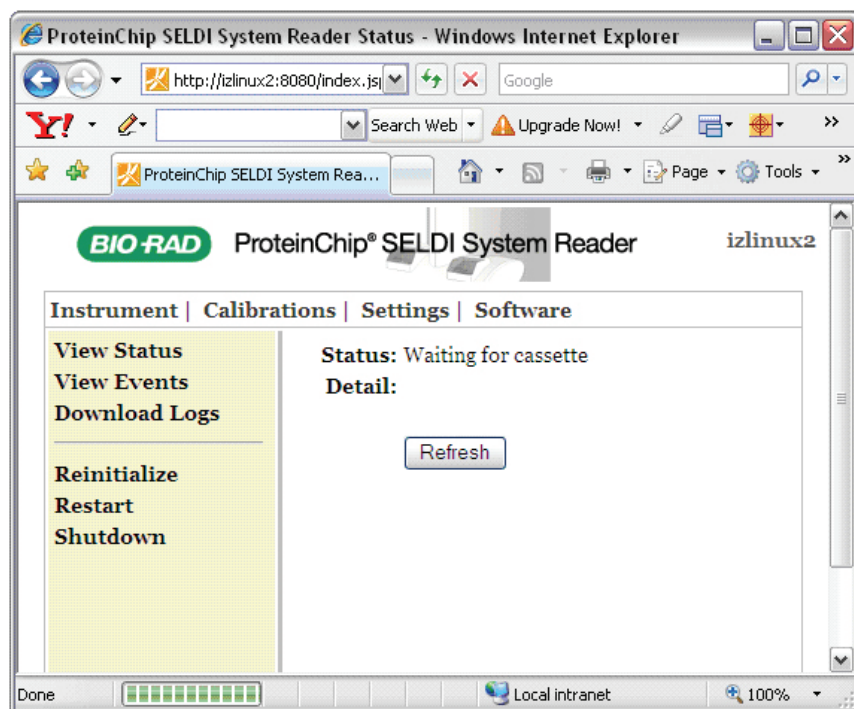 ProteinChip SELDI System Reader Status - Windows Internet Explorer
http://izlinux2:8080/index.jsp
Google
Y! Search Web Upgrade Now! »
ProteinChip SELDI System Rea... Page Tools »
BIO-RAD ProteinChip® SELDI System Reader izlinux2
Instrument | Calibrations | Settings | Software
View Status
View Events
Download Logs
Reinitialize
Restart
Shutdown
Status: Waiting for cassette
Detail:
Refresh
Done Local intranet 100%